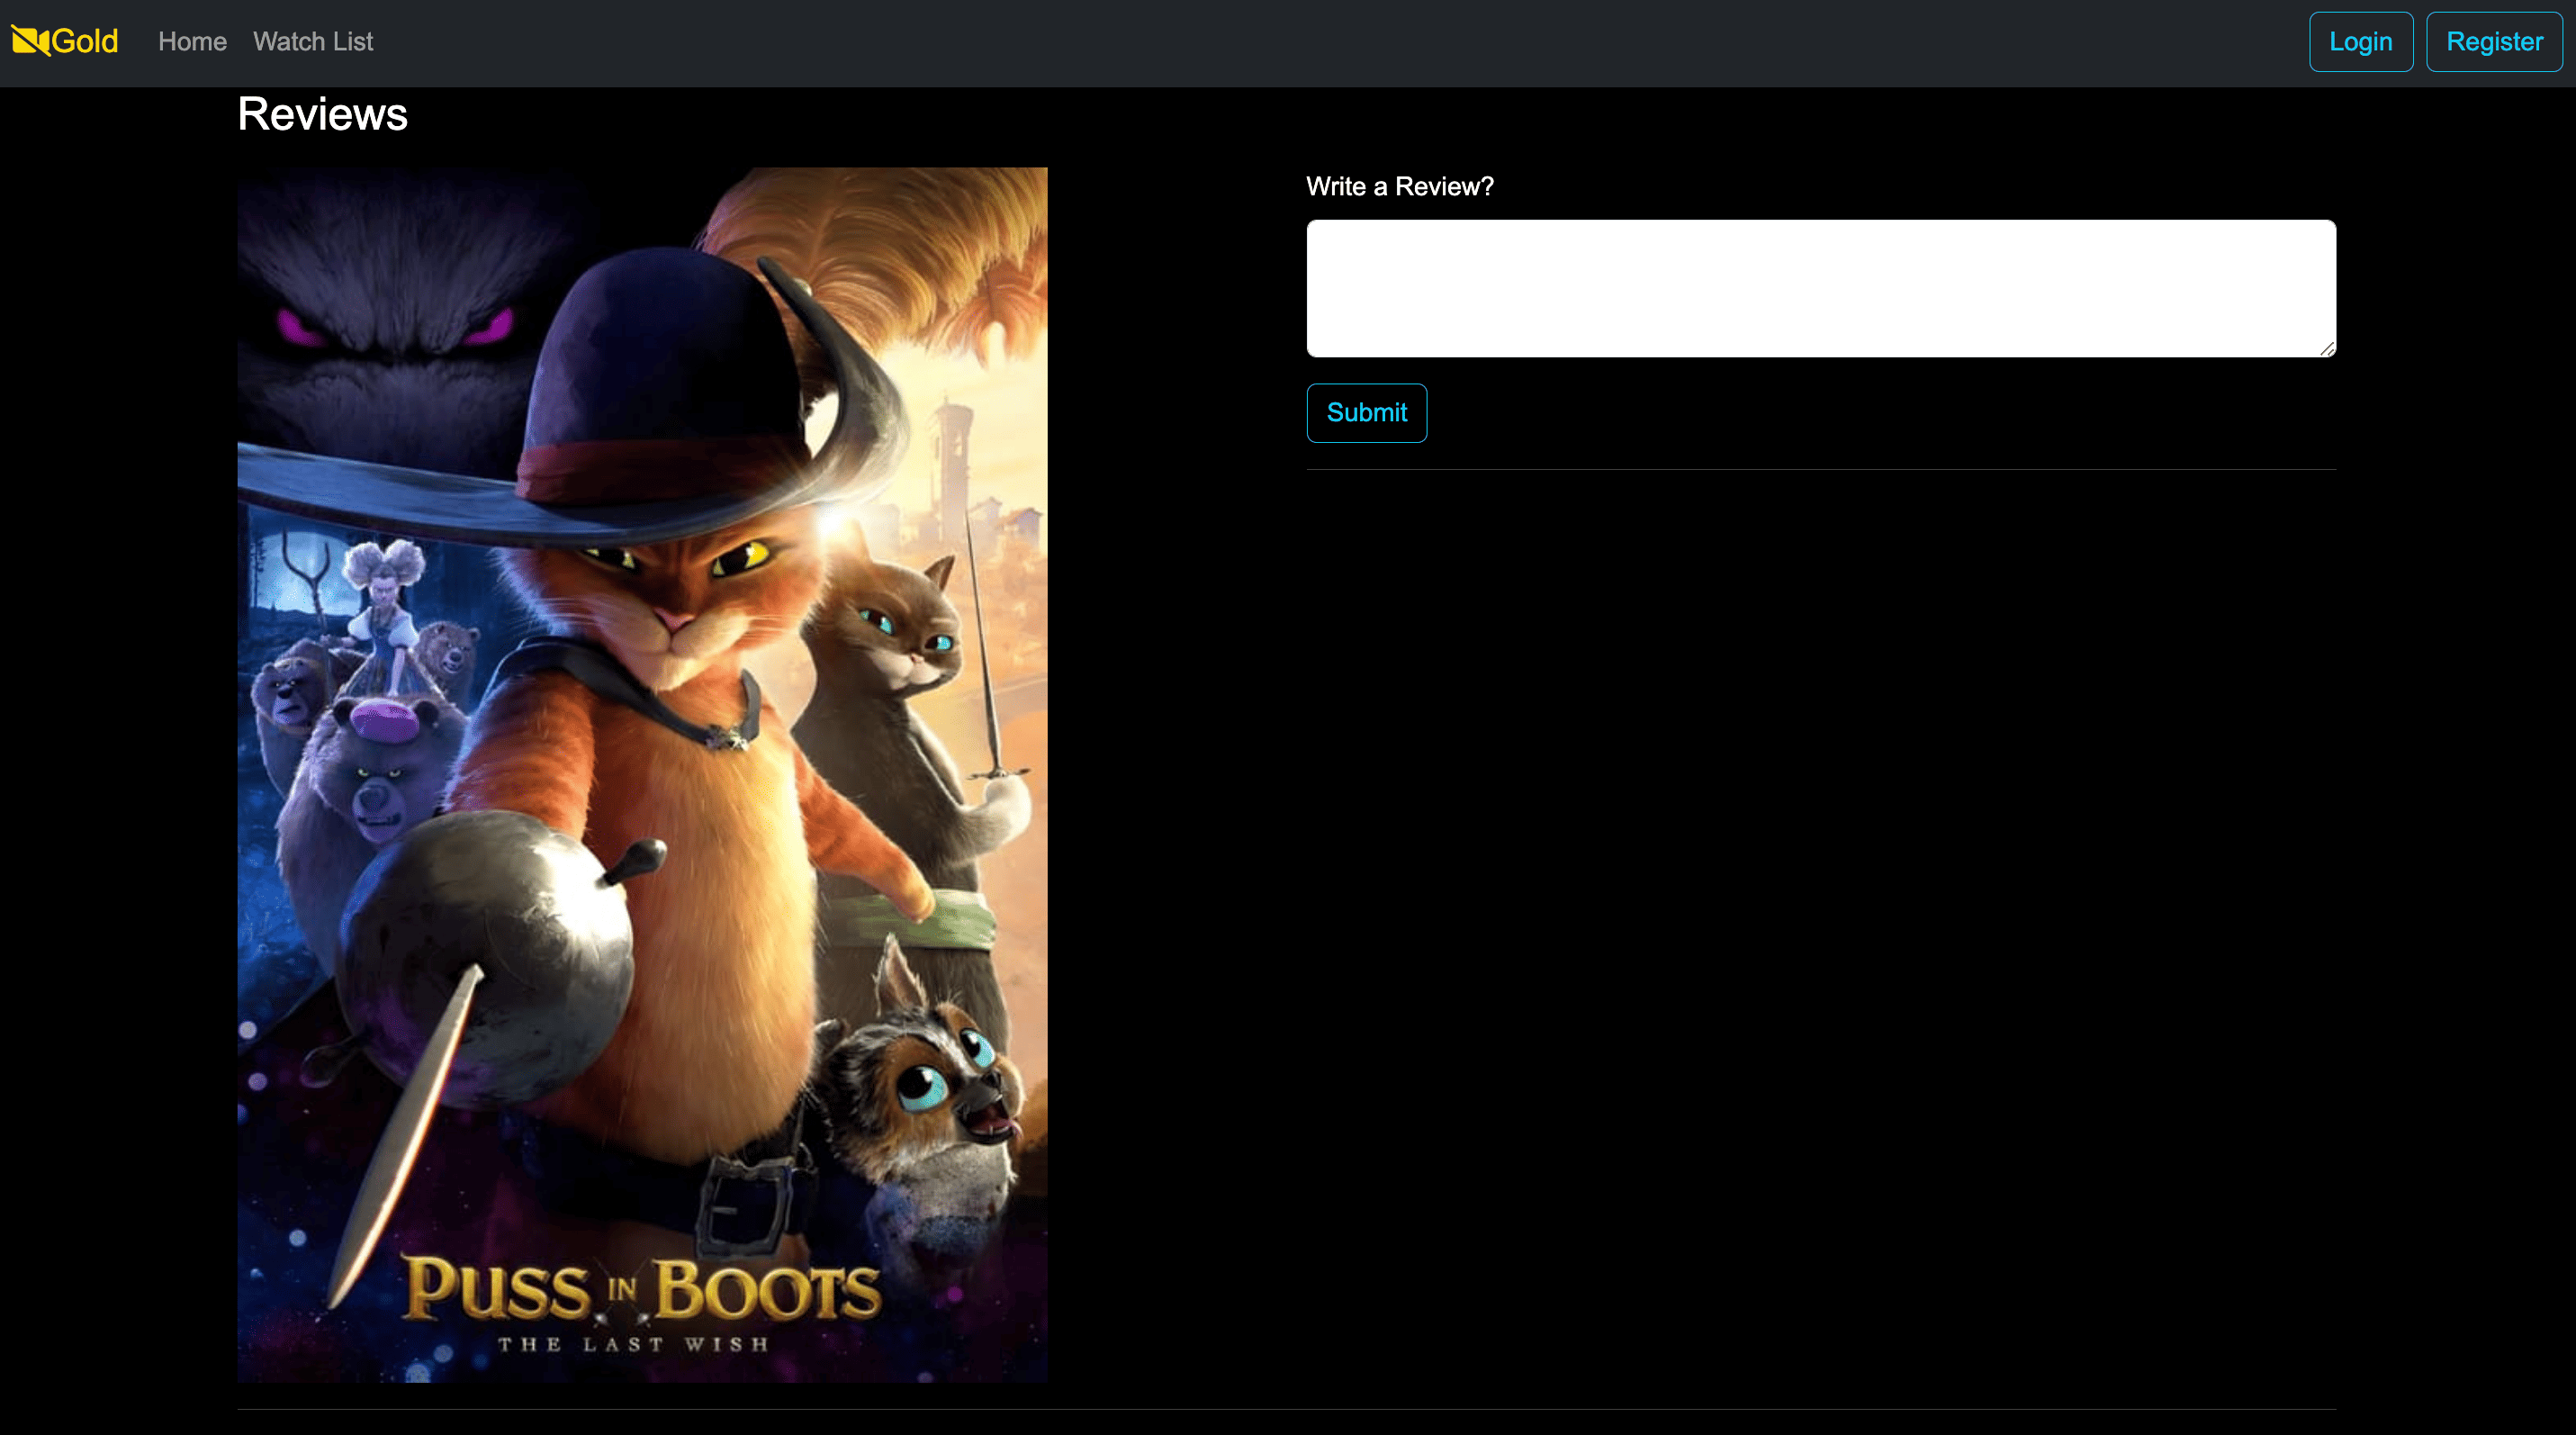 Gold Home Watch List Login Register
Reviews
Write a Review?
Submit
PUSS IN BOOTS
THE LAST WISH